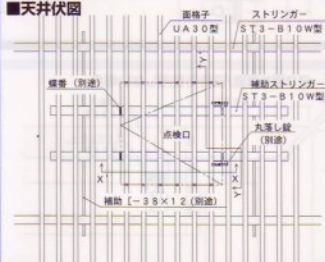 ■天井伏図
面格子
UA30型
ストリンガー
ST3-B10W型
蝶番(別途)
補助ストリンガー
ST3-B10W型
点検口
丸落し錠
(別途)
Y
X
X
Y
補助 [-38×12(別途)